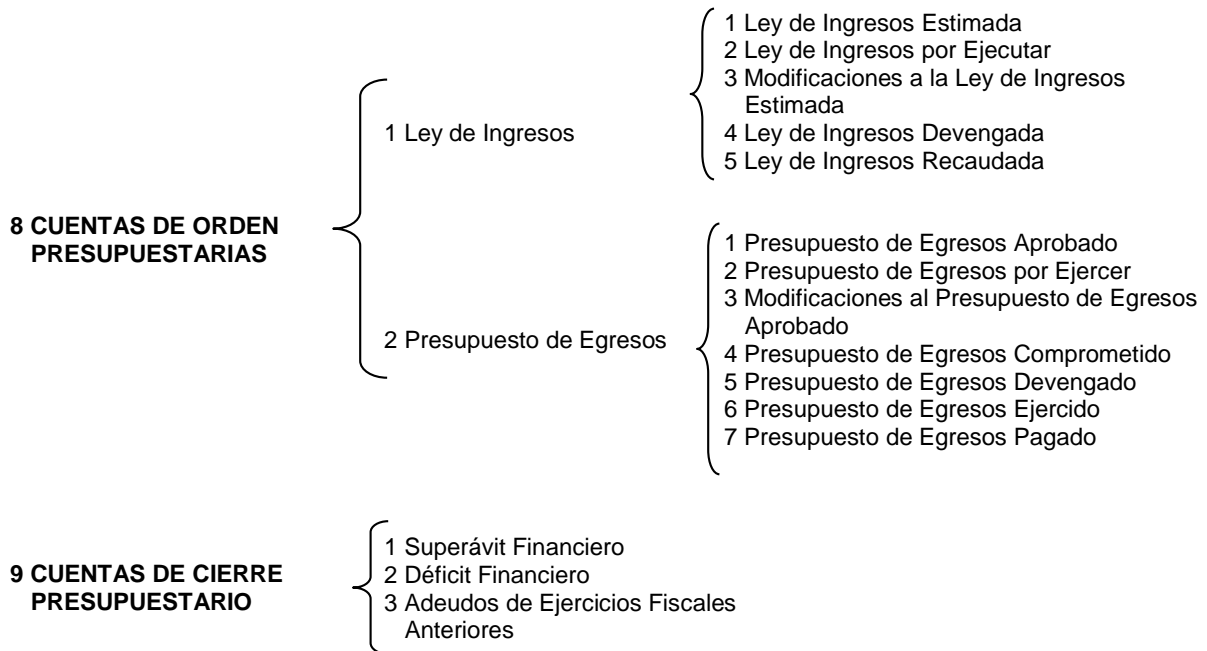 8 CUENTAS DE ORDEN
PRESUPUESTARIAS
1 Ley de Ingresos
1 Ley de Ingresos Estimada
2 Ley de Ingresos por Ejecutar
3 Modificaciones a la Ley de Ingresos
Estimada
4 Ley de Ingresos Devengada
5 Ley de Ingresos Recaudada
2 Presupuesto de Egresos
1 Presupuesto de Egresos Aprobado
2 Presupuesto de Egresos por Ejercer
3 Modificaciones al Presupuesto de Egresos
Aprobado
4 Presupuesto de Egresos Comprometido
5 Presupuesto de Egresos Devengado
6 Presupuesto de Egresos Ejercido
7 Presupuesto de Egresos Pagado
9 CUENTAS DE CIERRE
PRESUPUESTARIO
1 Superávit Financiero
2 Déficit Financiero
3 Adeudos de Ejercicios Fiscales
Anteriores